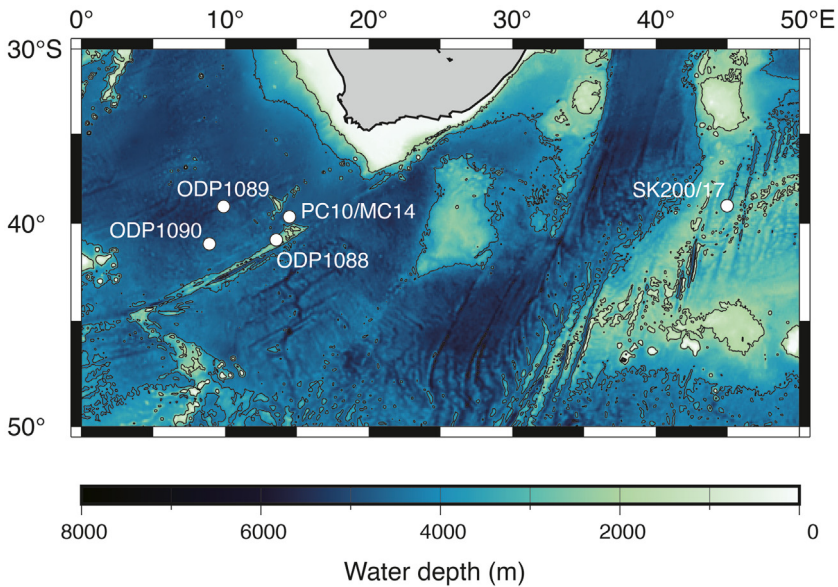 0° 10° 20° 30° 40° 50°E
30°S
SK200/17
ODP1089
PC10/MC14
40°
ODP1090
ODP1088
50°
8000 6000 4000 2000 0
Water depth (m)